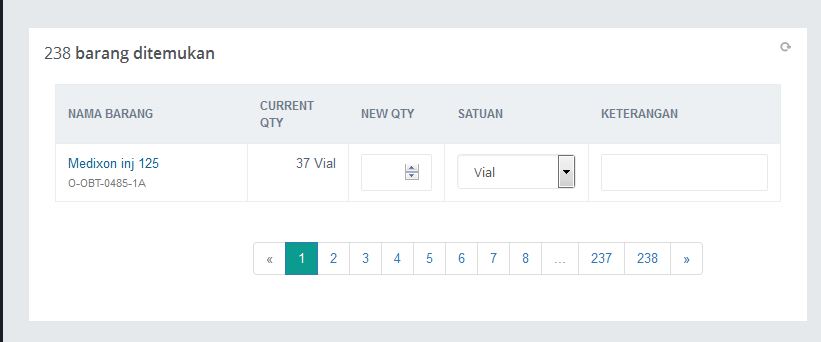 238 barang ditemukan
NAMA BARANG
CURRENT
QTY
NEW QTY
SATUAN
KETERANGAN
Medixon inj 125
O-OBT-0485-1A
37 Vial
Vial
« 1 2 3 4 5 6 7 8 ... 237 238 »